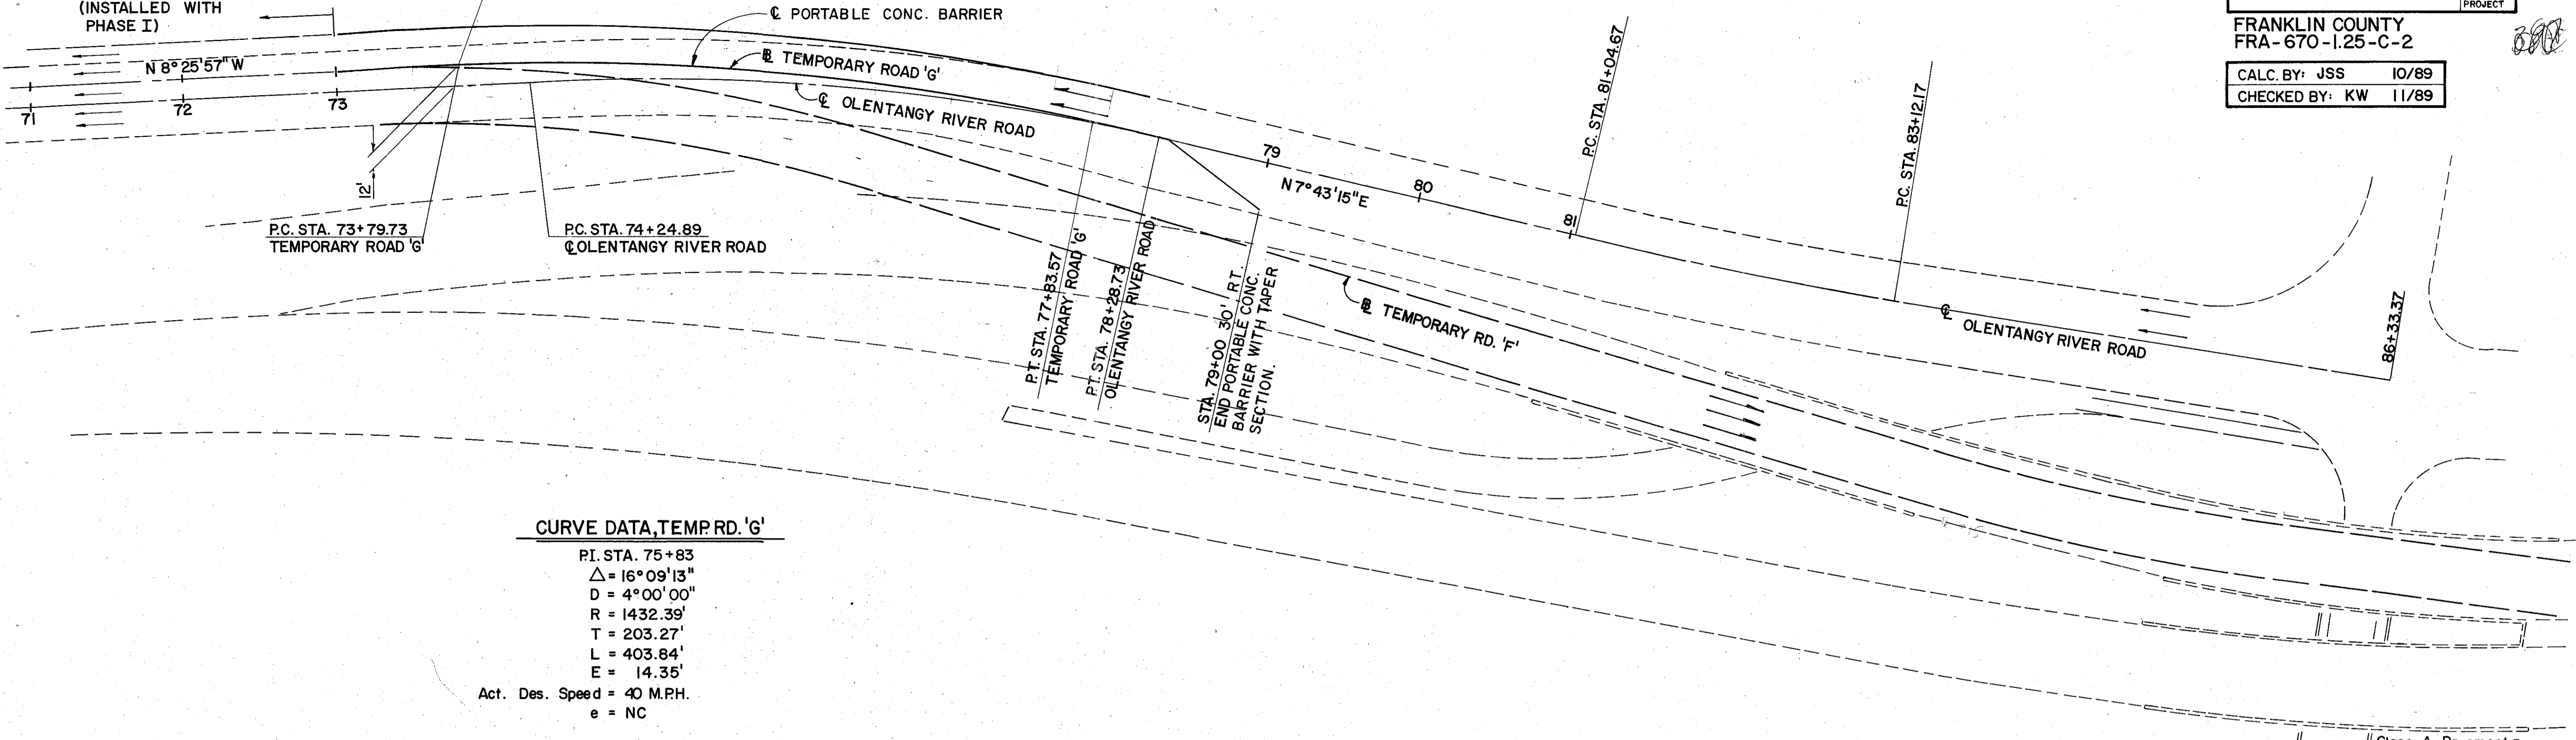 (INSTALLED WITH
PHASE I)
℄ PORTABLE CONC. BARRIER
PROJECT
FRANKLIN COUNTY
FRA-670-1.25-C-2
CALC. BY: JSS 10/89
CHECKED BY: KW 11/89
N 8° 25' 57" W
71
72
73
℄ TEMPORARY ROAD 'G'
℄ OLENTANGY RIVER ROAD
79
80
81
N 7° 43' 15" E
P.C. STA. 81+04.67
P.C. STA. 83+12.17
12'
P.C. STA. 73+79.73
TEMPORARY ROAD 'G'
P.C. STA. 74+24.89
℄ OLENTANGY RIVER ROAD
P.T. STA. 77+83.57
TEMPORARY ROAD 'G'
P.T. STA. 78+28.73
OLENTANGY RIVER ROAD
STA. 79+00 30' RT.
END PORTABLE CONC.
BARRIER WITH TAPER
SECTION.
TEMPORARY RD. 'F'
℄ OLENTANGY RIVER ROAD
86+33.37
CURVE DATA, TEMP. RD. 'G'
P.I. STA. 75+83
△ = 16° 09' 13"
D = 4° 00' 00"
R = 1432.39'
T = 203.27'
L = 403.84'
E = 14.35'
Act. Des. Speed = 40 M.P.H.
e = NC